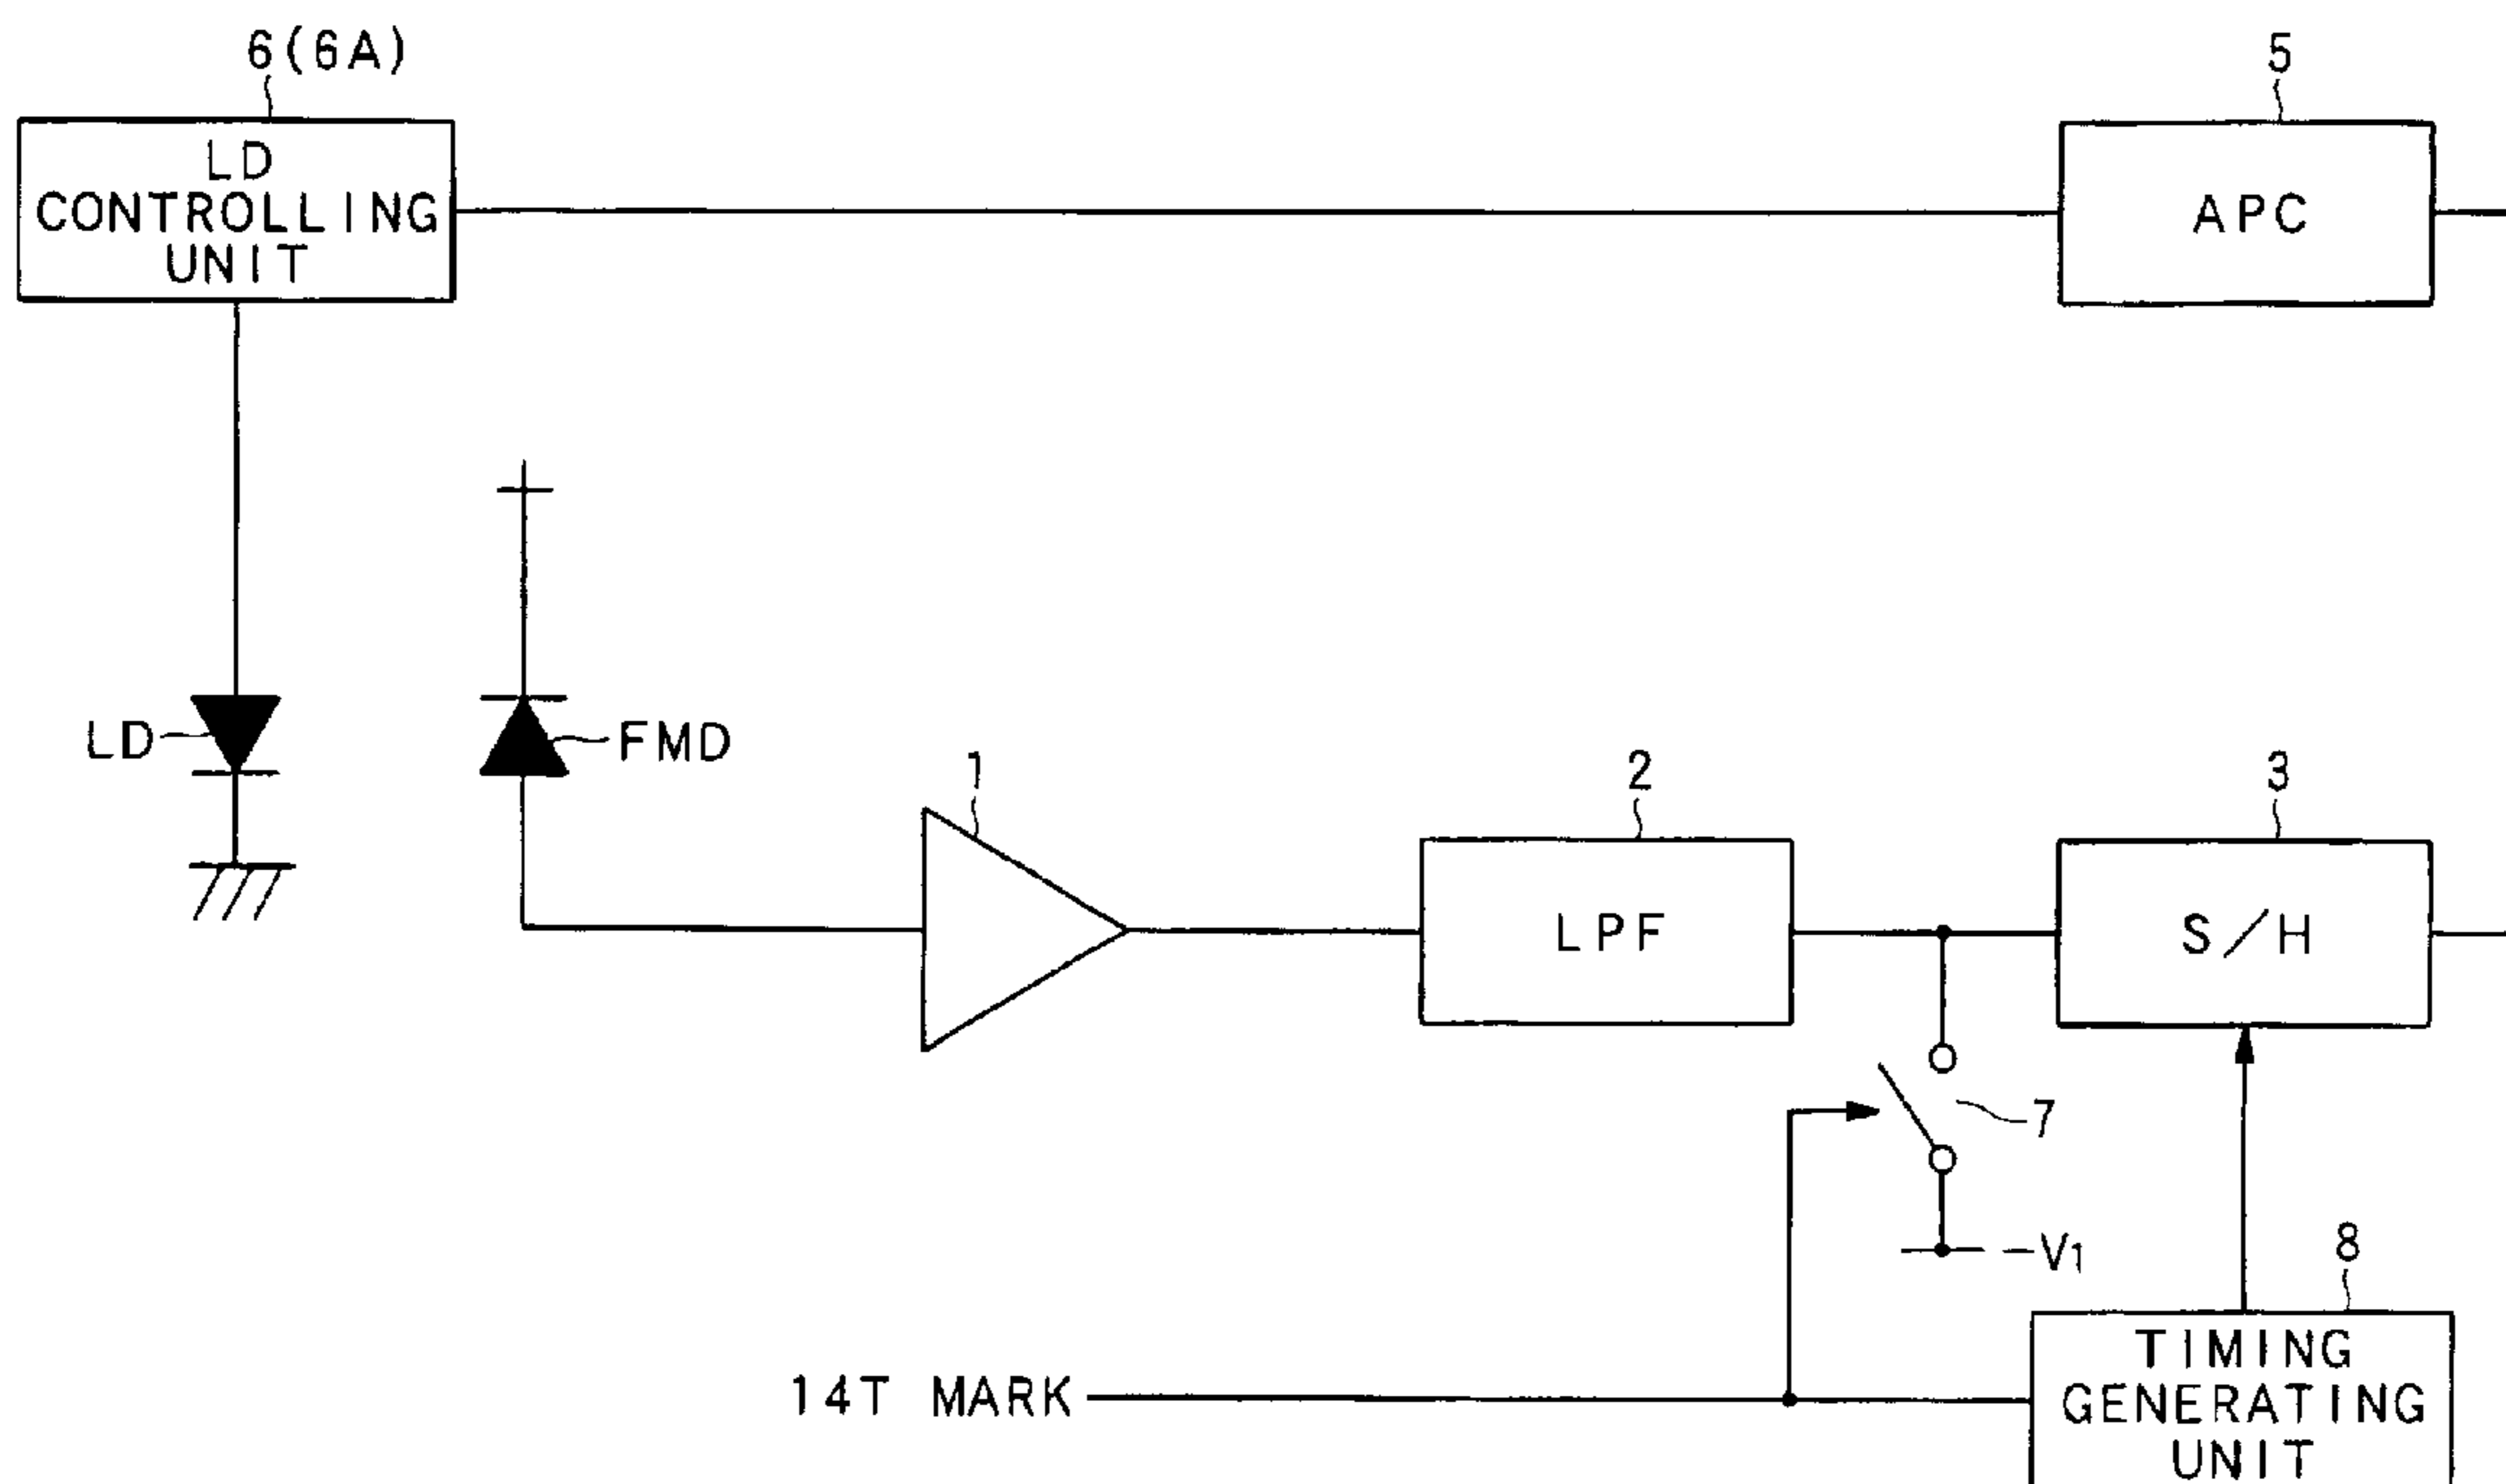 6(6A)
5
LD
CONTROLLING
UNIT
APC
LD
FMD
1
2
3
LPF
S/H
7
-V1
8
14T MARK
TIMING
GENERATING
UNIT